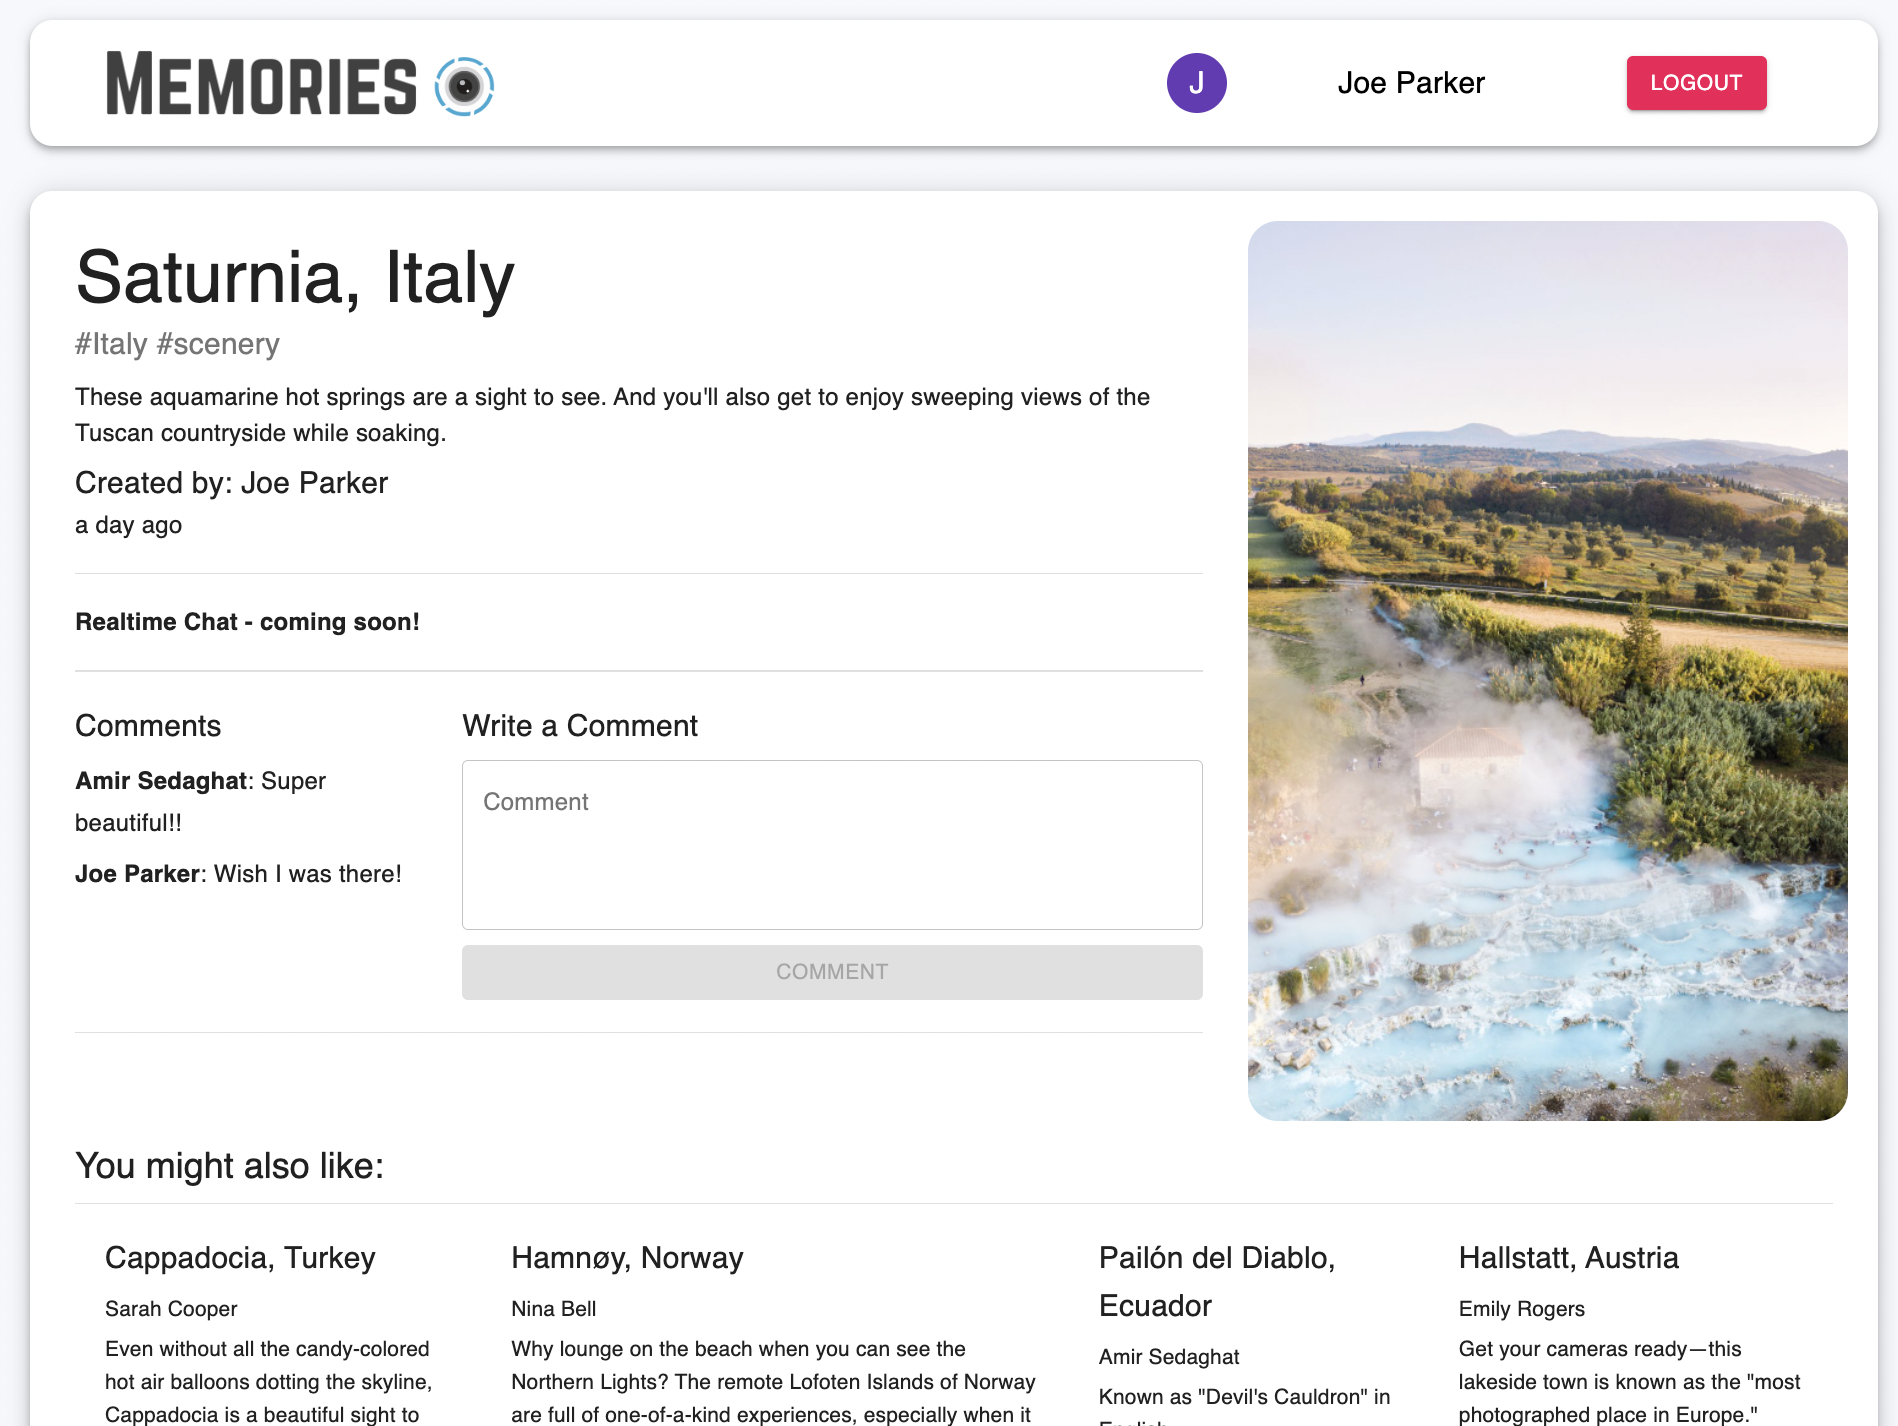 MEMORIES
J
Joe Parker
LOGOUT
Saturnia, Italy
#Italy #scenery
These aquamarine hot springs are a sight to see. And you'll also get to enjoy sweeping views of the
Tuscan countryside while soaking.
Created by: Joe Parker
a day ago
Realtime Chat - coming soon!
Comments
Amir Sedaghat: Super
beautiful!!
Joe Parker: Wish I was there!
Write a Comment
Comment
COMMENT
You might also like:
Cappadocia, Turkey
Sarah Cooper
Even without all the candy-colored
hot air balloons dotting the skyline,
Cappadocia is a beautiful sight to
Hamnøy, Norway
Nina Bell
Why lounge on the beach when you can see the
Northern Lights? The remote Lofoten Islands of Norway
are full of one-of-a-kind experiences, especially when it
Pailón del Diablo,
Ecuador
Amir Sedaghat
Known as "Devil's Cauldron" in
Hallstatt, Austria
Emily Rogers
Get your cameras ready—this
lakeside town is known as the "most
photographed place in Europe."